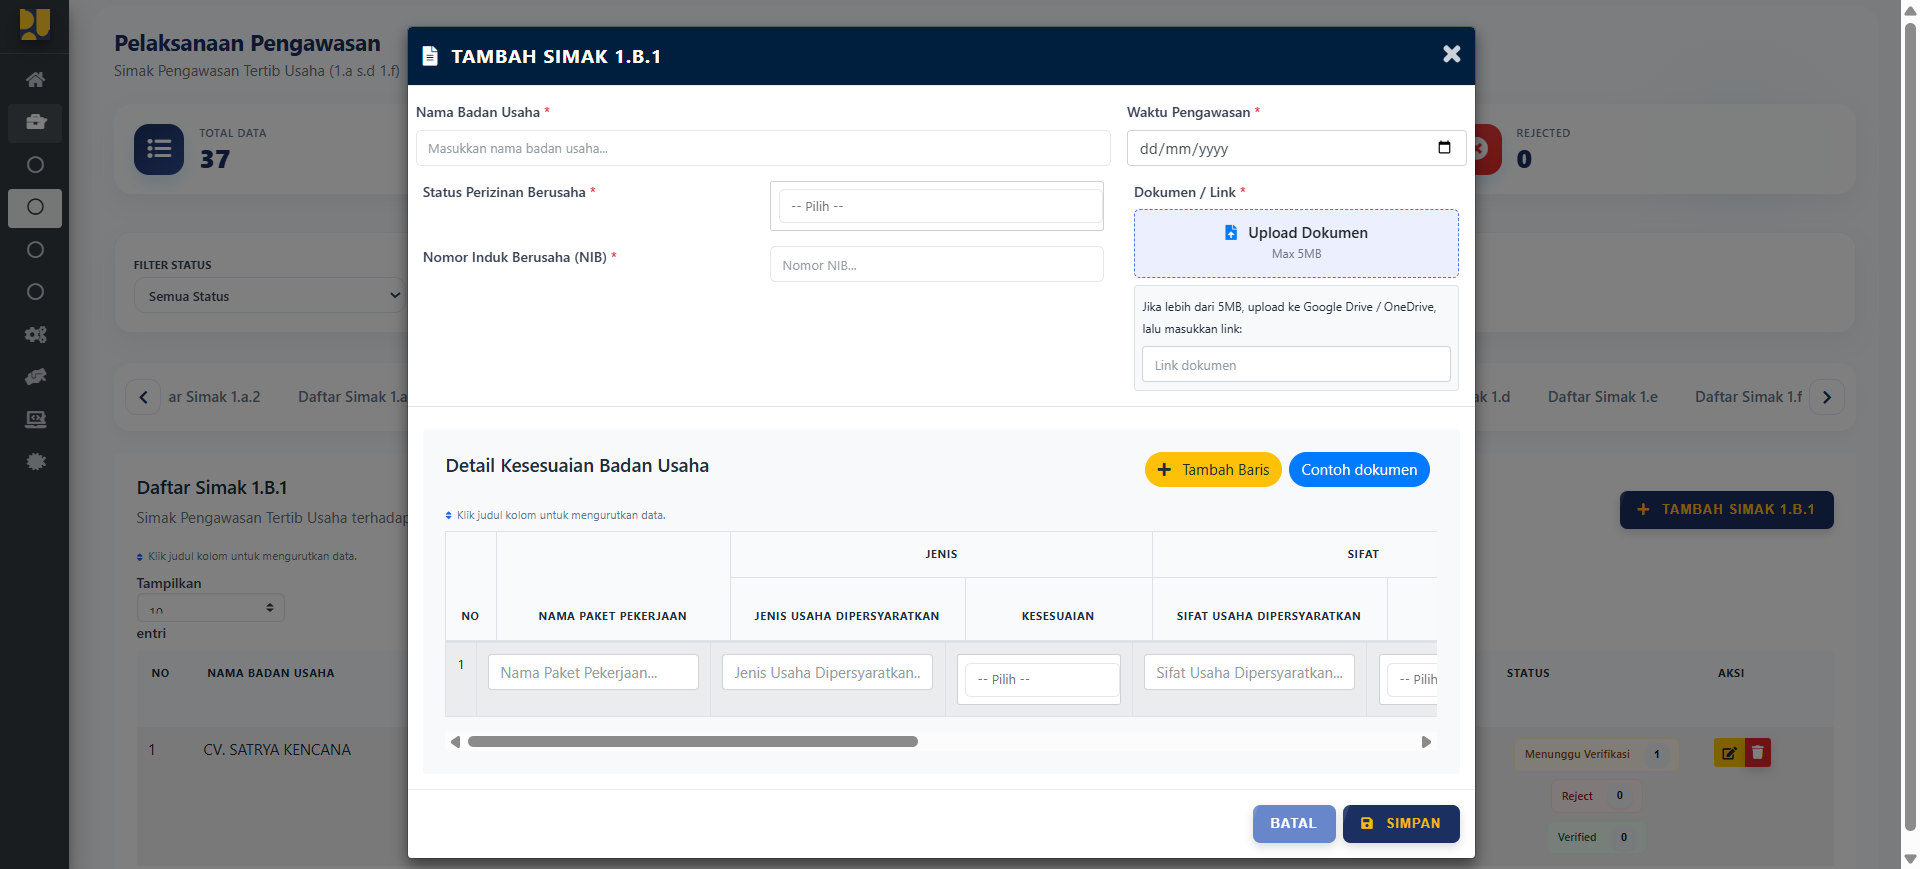 Pelaksanaan Pengawasan
Simak Pengawasan Tertib Usaha (1.a s.d 1.f)
TOTAL DATA
37
REJECTED
0
FILTER STATUS
Semua Status
ar Simak 1.a.2
Daftar Simak 1.a
ak 1.d
Daftar Simak 1.e
Daftar Simak 1.f
Daftar Simak 1.B.1
Simak Pengawasan Tertib Usaha terhadap
TAMBAH SIMAK 1.B.1
Klik judul kolom untuk mengurutkan data.
Tampilkan
10
entri
NO
NAMA BADAN USAHA
STATUS
AKSI
1
CV. SATRYA KENCANA
Menunggu Verifikasi 1
Reject 0
Verified 0
TAMBAH SIMAK 1.B.1
Nama Badan Usaha *
Masukkan nama badan usaha...
Waktu Pengawasan *
dd/mm/yyyy
Status Perizinan Berusaha *
-- Pilih --
Nomor Induk Berusaha (NIB) *
Nomor NIB...
Dokumen / Link *
Upload Dokumen
Max 5MB
Jika lebih dari 5MB, upload ke Google Drive / OneDrive,
lalu masukkan link:
Link dokumen
Detail Kesesuaian Badan Usaha
Tambah Baris
Contoh dokumen
Klik judul kolom untuk mengurutkan data.
JENIS
SIFAT
NO
NAMA PAKET PEKERJAAN
JENIS USAHA DIPERSYARATKAN
KESESUAIAN
SIFAT USAHA DIPERSYARATKAN
1
Nama Paket Pekerjaan...
Jenis Usaha Dipersyaratkan..
-- Pilih --
Sifat Usaha Dipersyaratkan...
-- Pilih
BATAL
SIMPAN